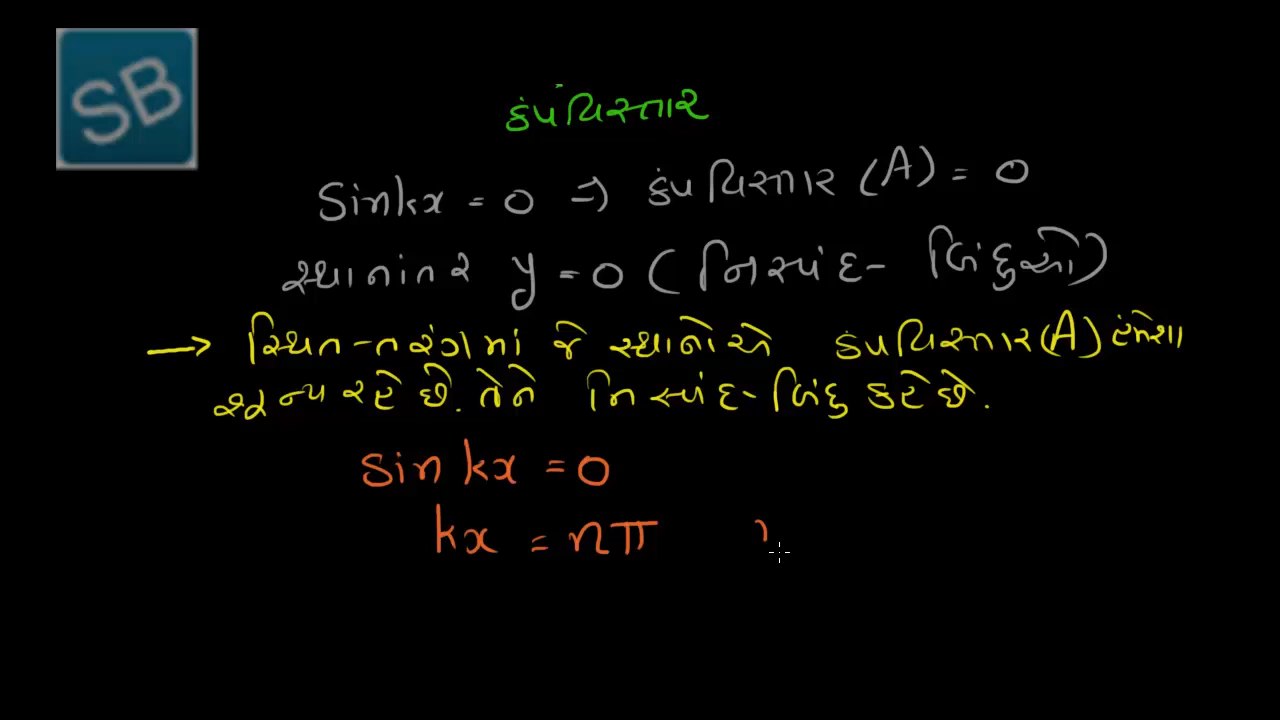 SB
કંપવિસ્તાર
Sinkx = 0 ⇒ કંપવિસ્તાર (A) = 0
સ્થાનાંતર y = 0 (નિસ્પંદ- બિંદુઓ)
→ સ્થિત-તરંગમાં જે સ્થાનોએ કંપવિસ્તાર (A) હંમેશા
શૂન્ય રહે છે. તેને નિસ્પંદ-બિંદુ કહે છે.
Sin kx = 0
kx = nπ